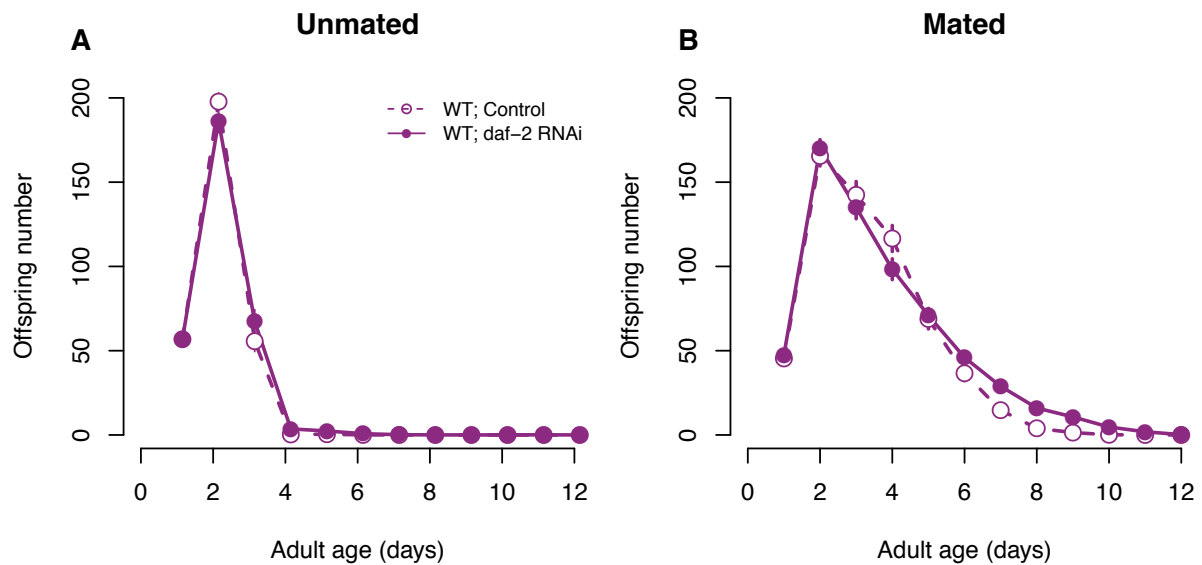 A
Unmated
200
150
100
50
0
Offspring number
WT; Control
WT; daf−2 RNAi
0 2 4 6 8 10 12
Adult age (days)
B
Mated
200
150
100
50
0
Offspring number
0 2 4 6 8 10 12
Adult age (days)